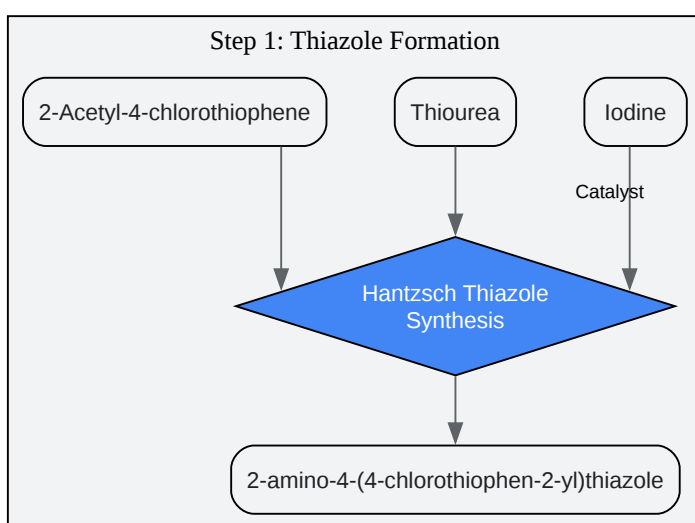 Step 1: Thiazole Formation
2-Acetyl-4-chlorothiophene
Thiourea
Iodine
Catalyst
Hantzsch Thiazole
Synthesis
2-amino-4-(4-chlorothiophen-2-yl)thiazole